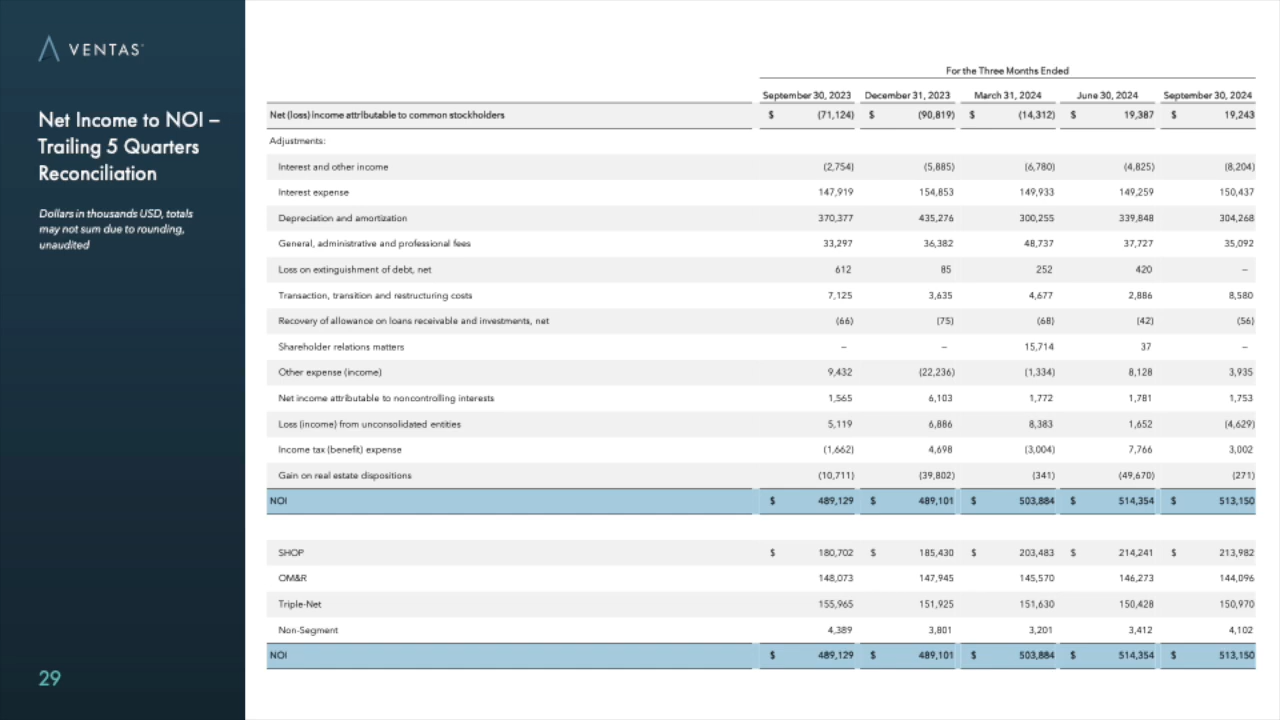 VENTAS™
Net Income to NOI –
Trailing 5 Quarters
Reconciliation
Dollars in thousands USD, totals
may not sum due to rounding,
unaudited
29
For the Three Months Ended
September 30, 2023 December 31, 2023 March 31, 2024 June 30, 2024 September 30, 2024
Net (loss) income attributable to common stockholders $ (71,124) $ (90,819) $ (14,312) $ 19,387 $ 19,243
Adjustments:
Interest and other income (2,754) (5,885) (6,780) (4,825) (8,204)
Interest expense 147,919 154,853 149,933 149,259 150,437
Depreciation and amortization 370,377 435,276 300,255 339,848 304,268
General, administrative and professional fees 33,297 36,382 48,737 37,727 35,092
Loss on extinguishment of debt, net 612 85 252 420 –
Transaction, transition and restructuring costs 7,125 3,635 4,677 2,886 8,580
Recovery of allowance on loans receivable and investments, net (66) (75) (68) (42) (56)
Shareholder relations matters – – 15,714 37 –
Other expense (income) 9,432 (22,236) (1,334) 8,128 3,935
Net income attributable to noncontrolling interests 1,565 6,103 1,772 1,781 1,753
Loss (income) from unconsolidated entities 5,119 6,886 8,383 1,652 (4,629)
Income tax (benefit) expense (1,662) 4,698 (3,004) 7,766 3,002
Gain on real estate dispositions (10,711) (39,802) (341) (49,670) (271)
NOI $ 489,129 $ 489,101 $ 503,884 $ 514,354 $ 513,150
SHOP $ 180,702 $ 185,430 $ 203,483 $ 214,241 $ 213,982
OM&R 148,073 147,945 145,570 146,273 144,096
Triple-Net 155,965 151,925 151,630 150,428 150,970
Non-Segment 4,389 3,801 3,201 3,412 4,102
NOI $ 489,129 $ 489,101 $ 503,884 $ 514,354 $ 513,150